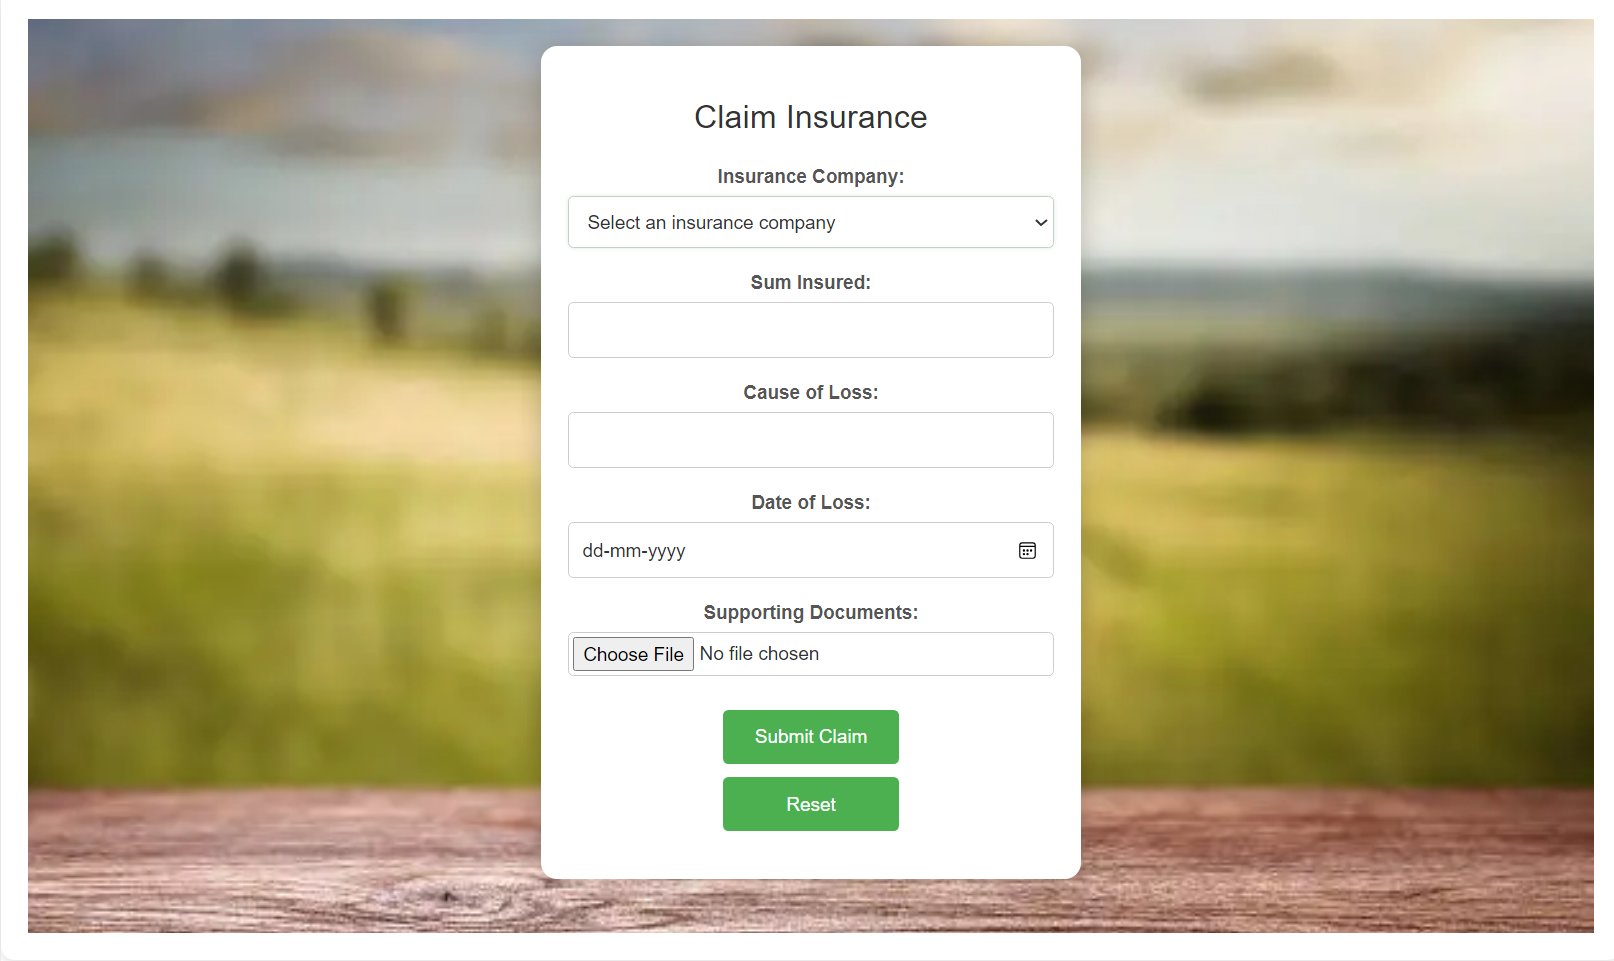 Claim Insurance
Insurance Company:
Select an insurance company
Sum Insured:
Cause of Loss:
Date of Loss:
dd-mm-yyyy
Supporting Documents:
Choose File No file chosen
Submit Claim
Reset